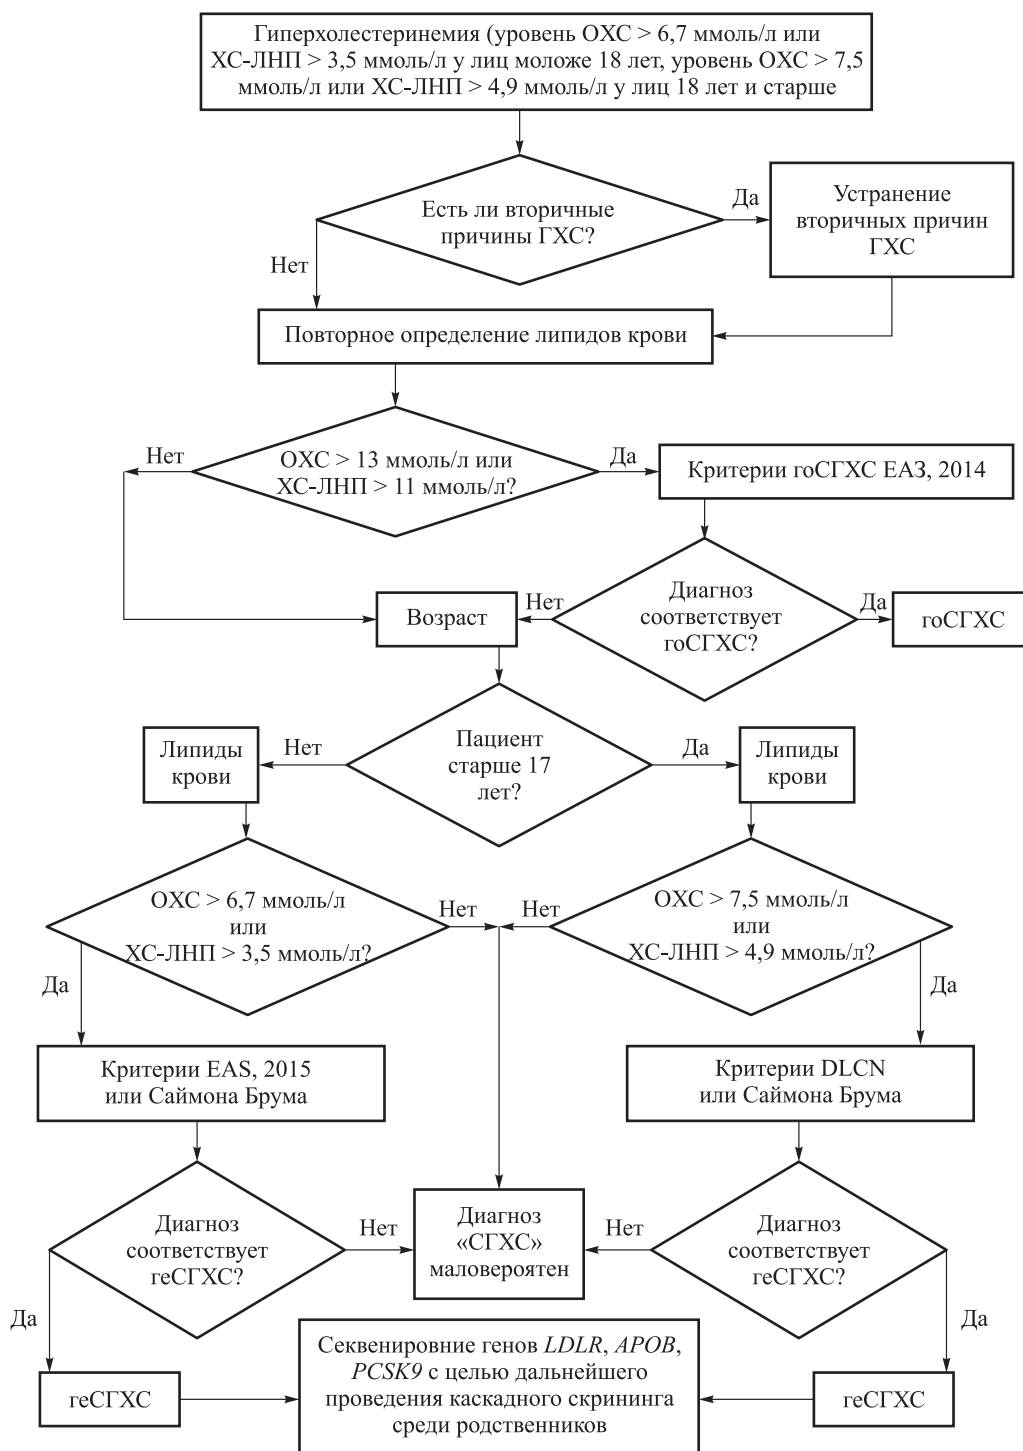 Гиперхолестеринемия (уровень ОХС > 6,7 ммоль/л или
ХС-ЛНП > 3,5 ммоль/л у лиц моложе 18 лет, уровень ОХС > 7,5
ммоль/л или ХС-ЛНП > 4,9 ммоль/л у лиц 18 лет и старше
Есть ли вторичные
причины ГХС?
Да
Устранение
вторичных причин
ГХС
Нет
Повторное определение липидов крови
Нет
ОХС > 13 ммоль/л или
ХС-ЛНП > 11 ммоль/л?
Да
Критерии гоСГХС ЕАЗ, 2014
Возраст
Нет
Диагноз
соответствует
гоСГХС?
Да
гоСГХС
Липиды
крови
Нет
Пациент
старше 17
лет?
Да
Липиды
крови
ОХС > 6,7 ммоль/л
или
ХС-ЛНП > 3,5 ммоль/л?
Нет
Нет
ОХС > 7,5 ммоль/л
или
ХС-ЛНП > 4,9 ммоль/л?
Да
Да
Критерии EAS, 2015
или Саймона Брума
Критерии DLCN
или Саймона Брума
Диагноз
соответствует
геСГХС?
Нет
Диагноз
«СГХС»
маловероятен
Нет
Диагноз
соответствует
геСГХС?
Да
Да
геСГХС
Секвенировние генов LDLR, APOB,
PCSK9 с целью дальнейшего
проведения каскадного скрининга
среди родственников
геСГХС